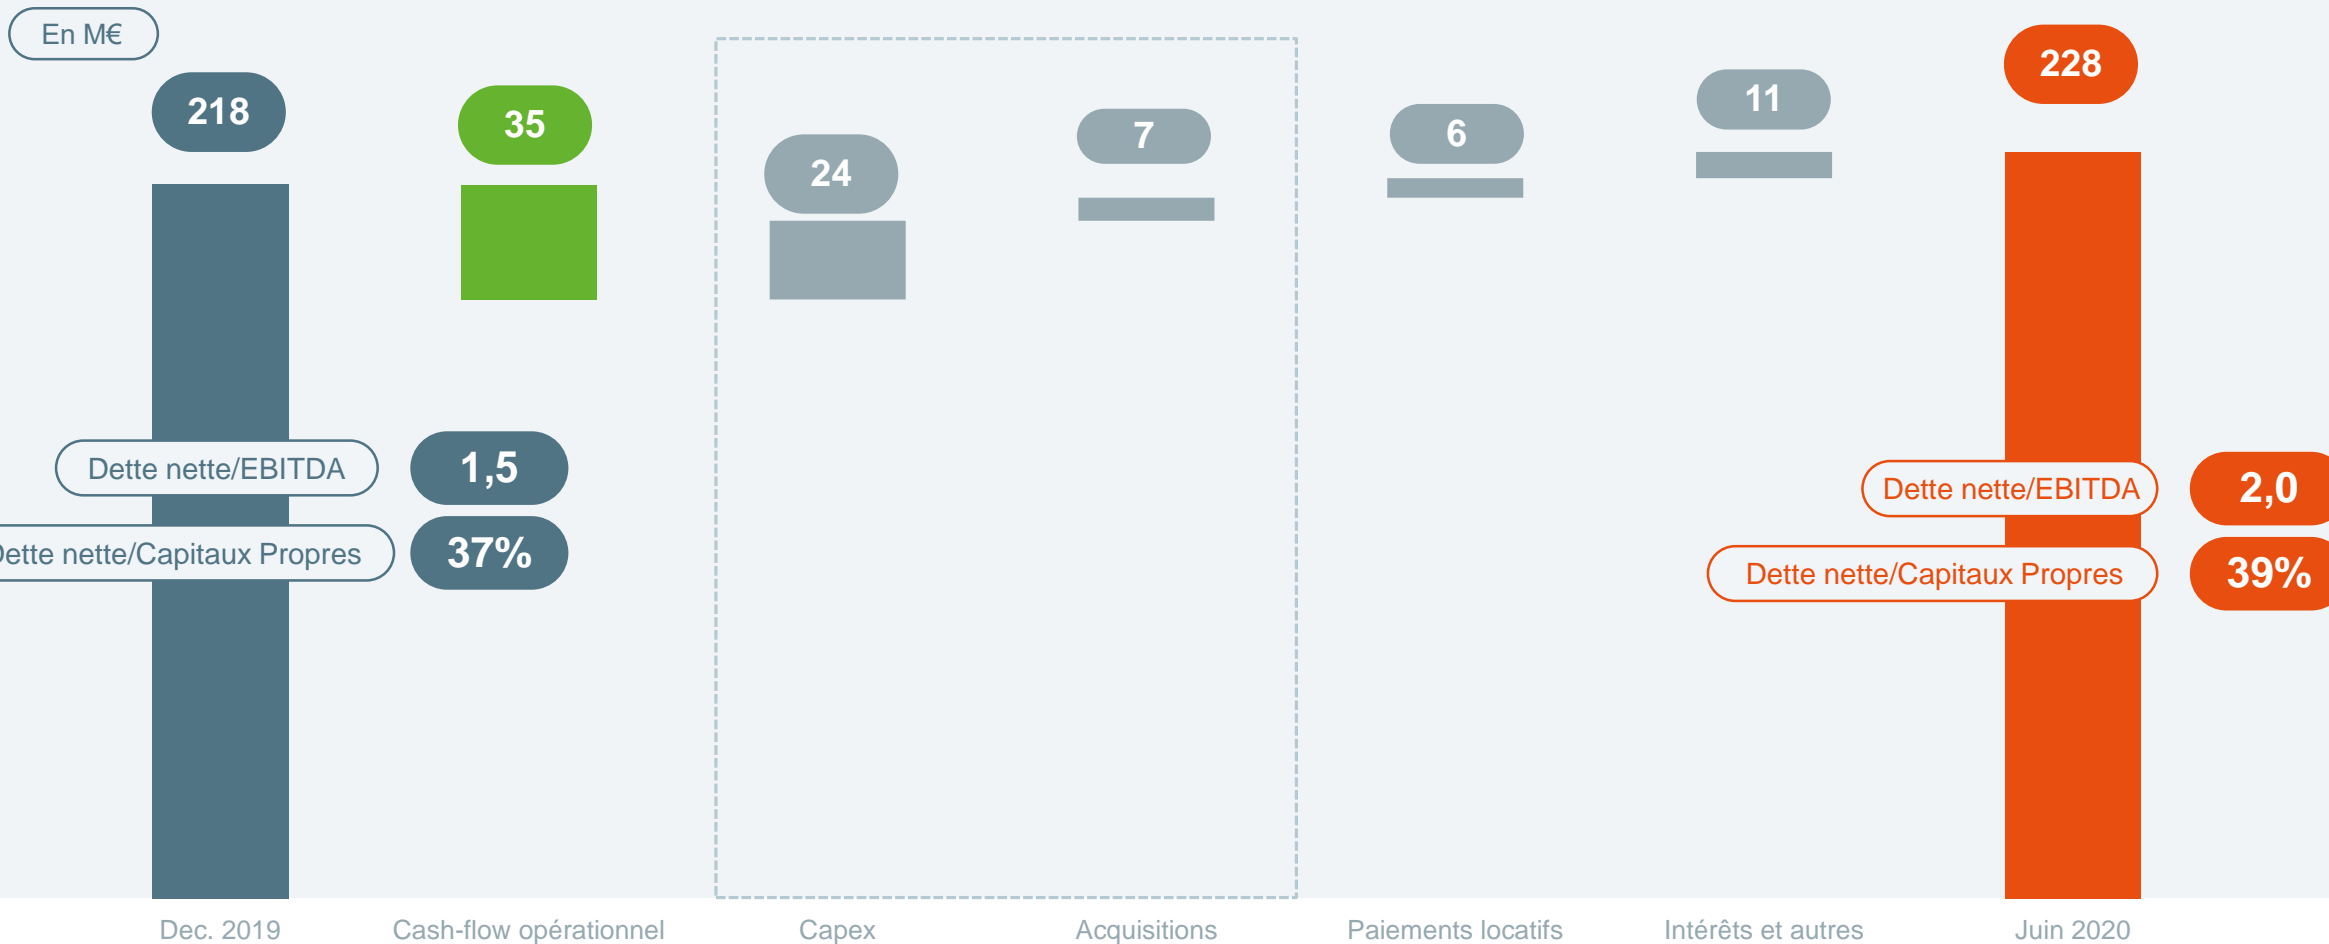 En M€
218
35
24
7
6
11
228
Dette nette/EBITDA
1,5
Dette nette/EBITDA
2,0
nette/Capitaux Propres
37%
Dette nette/Capitaux Propres
39%
Dec. 2019
Cash-flow opérationnel
Capex
Acquisitions
Paiements locatifs
Intérêts et autres
Juin 2020